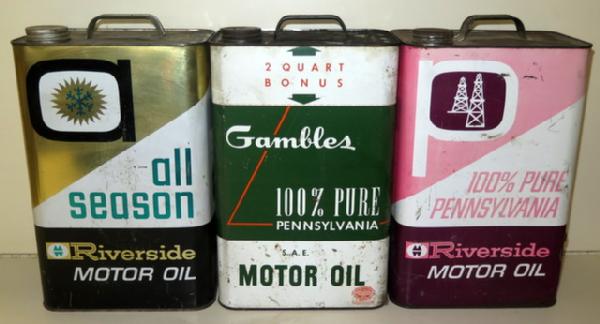 a
all
season
Riverside
MOTOR OIL
2 QUART
BONUS
Gambles
100% PURE
PENNSYLVANIA
S.A.E.
MOTOR OIL
p
100% PURE
PENNSYLVANIA
Riverside
MOTOR OIL